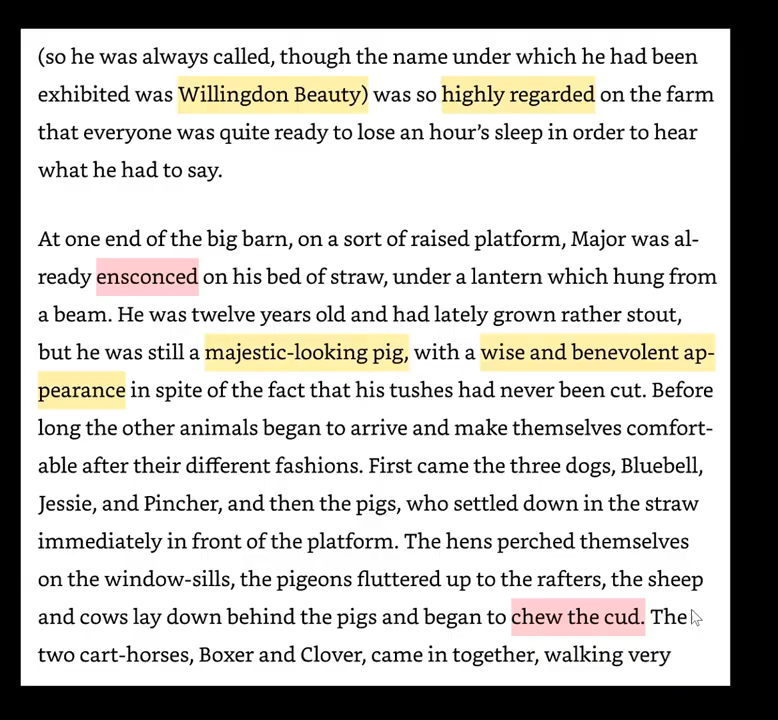 (so he was always called, though the name under which he had been
exhibited was Willingdon Beauty) was so highly regarded on the farm
that everyone was quite ready to lose an hour’s sleep in order to hear
what he had to say.
At one end of the big barn, on a sort of raised platform, Major was al-
ready ensconced on his bed of straw, under a lantern which hung from
a beam. He was twelve years old and had lately grown rather stout,
but he was still a majestic-looking pig, with a wise and benevolent ap-
pearance in spite of the fact that his tushes had never been cut. Before
long the other animals began to arrive and make themselves comfort-
able after their different fashions. First came the three dogs, Bluebell,
Jessie, and Pincher, and then the pigs, who settled down in the straw
immediately in front of the platform. The hens perched themselves
on the window-sills, the pigeons fluttered up to the rafters, the sheep
and cows lay down behind the pigs and began to chew the cud. The
two cart-horses, Boxer and Clover, came in together, walking very